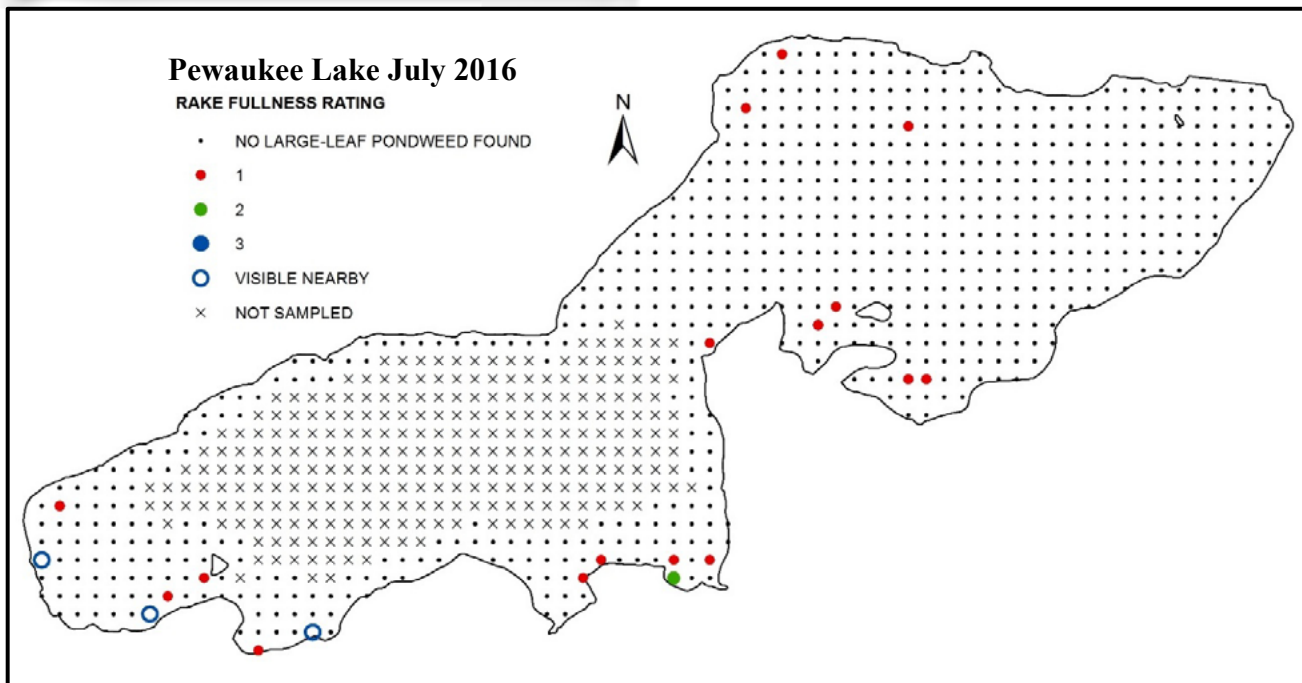 Pewaukee Lake July 2016
RAKE FULLNESS RATING
N
NO LARGE-LEAF PONDWEED FOUND
1
2
3
VISIBLE NEARBY
NOT SAMPLED